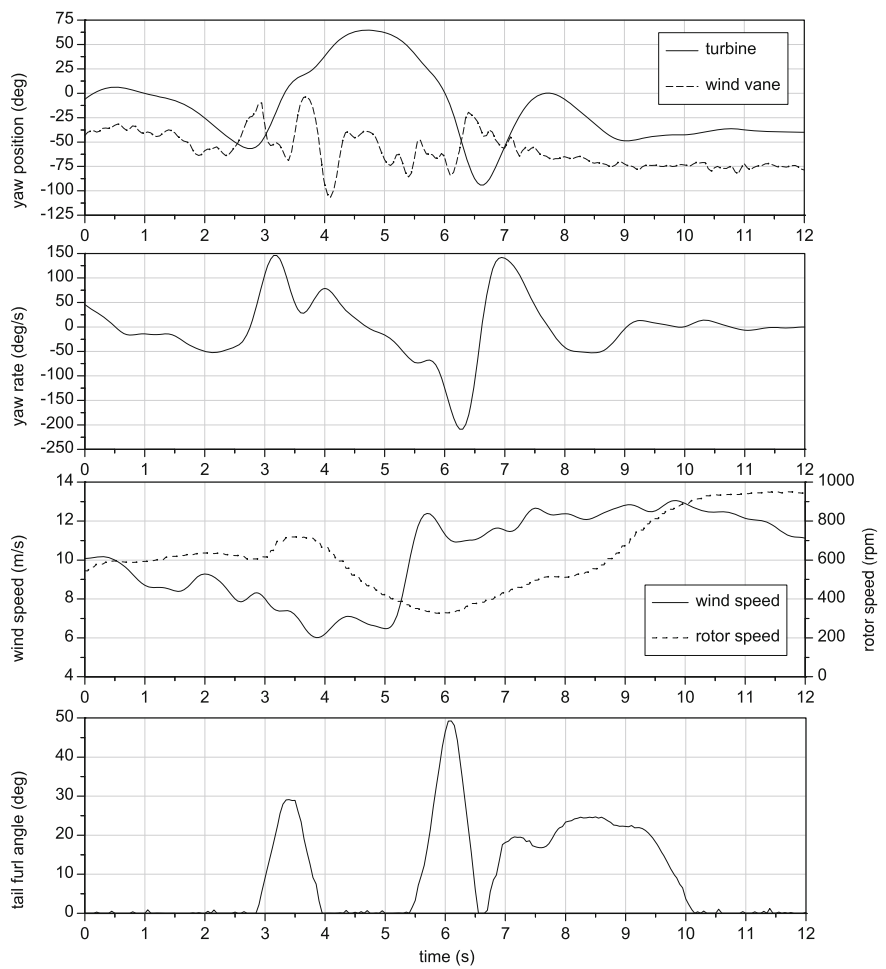 75
50
25
0
-25
-50
-75
-100
-125
yaw position (deg)
turbine
wind vane
0 1 2 3 4 5 6 7 8 9 10 11 12
150
100
50
0
-50
-100
-150
-200
-250
yaw rate (deg/s)
0 1 2 3 4 5 6 7 8 9 10 11 12
14
12
10
8
6
4
wind speed (m/s)
1000
800
600
400
200
0
rotor speed (rpm)
wind speed
rotor speed
0 1 2 3 4 5 6 7 8 9 10 11 12
50
40
30
20
10
0
tail furl angle (deg)
0 1 2 3 4 5 6 7 8 9 10 11 12
time (s)